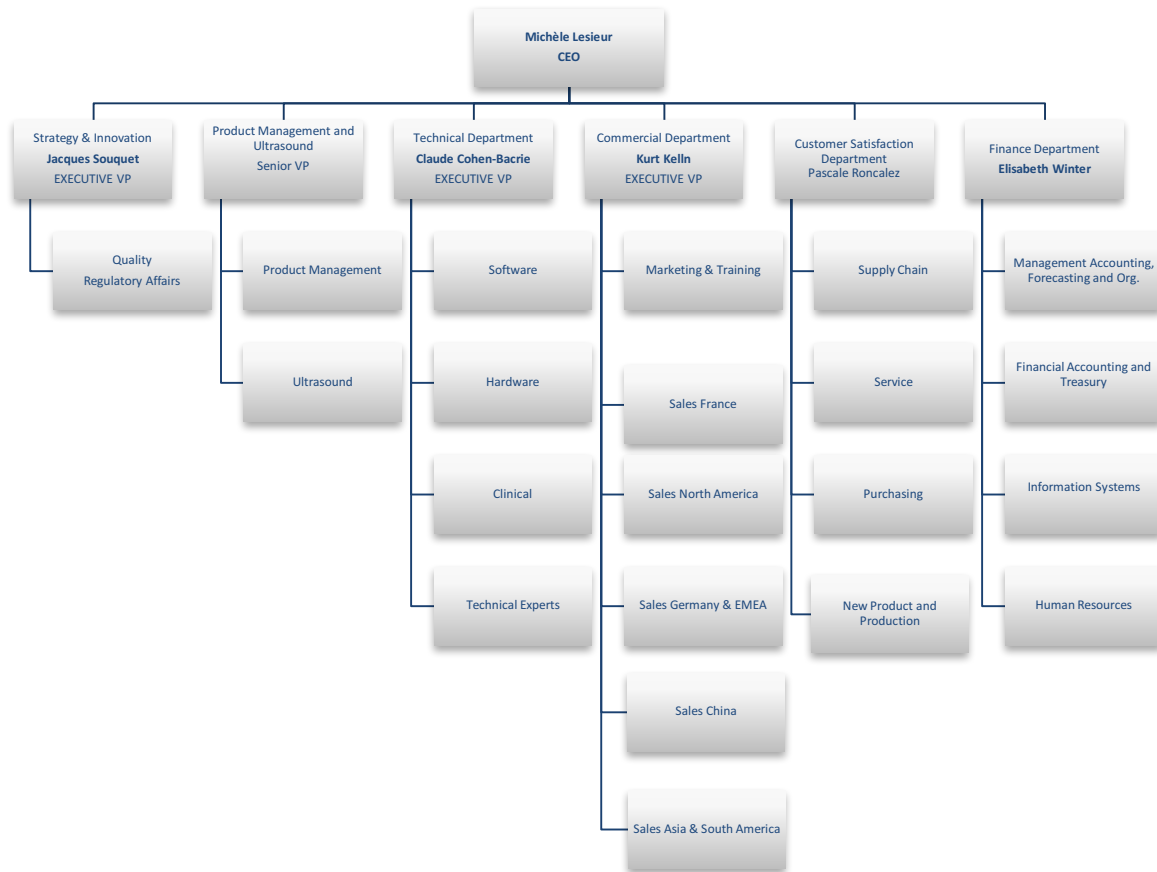 Michèle Lesieur
CEO
Strategy & Innovation
Jacques Souquet
EXECUTIVE VP
Product Management and
Ultrasound
Senior VP
Technical Department
Claude Cohen-Bacrie
EXECUTIVE VP
Commercial Department
Kurt Kelln
EXECUTIVE VP
Customer Satisfaction
Department
Pascale Roncalez
Finance Department
Elisabeth Winter
Quality
Regulatory Affairs
Product Management
Software
Marketing & Training
Supply Chain
Management Accounting,
Forecasting and Org.
Ultrasound
Hardware
Sales France
Service
Financial Accounting and
Treasury
Clinical
Sales North America
Purchasing
Information Systems
Technical Experts
Sales Germany & EMEA
New Product and
Production
Human Resources
Sales China
Sales Asia & South America